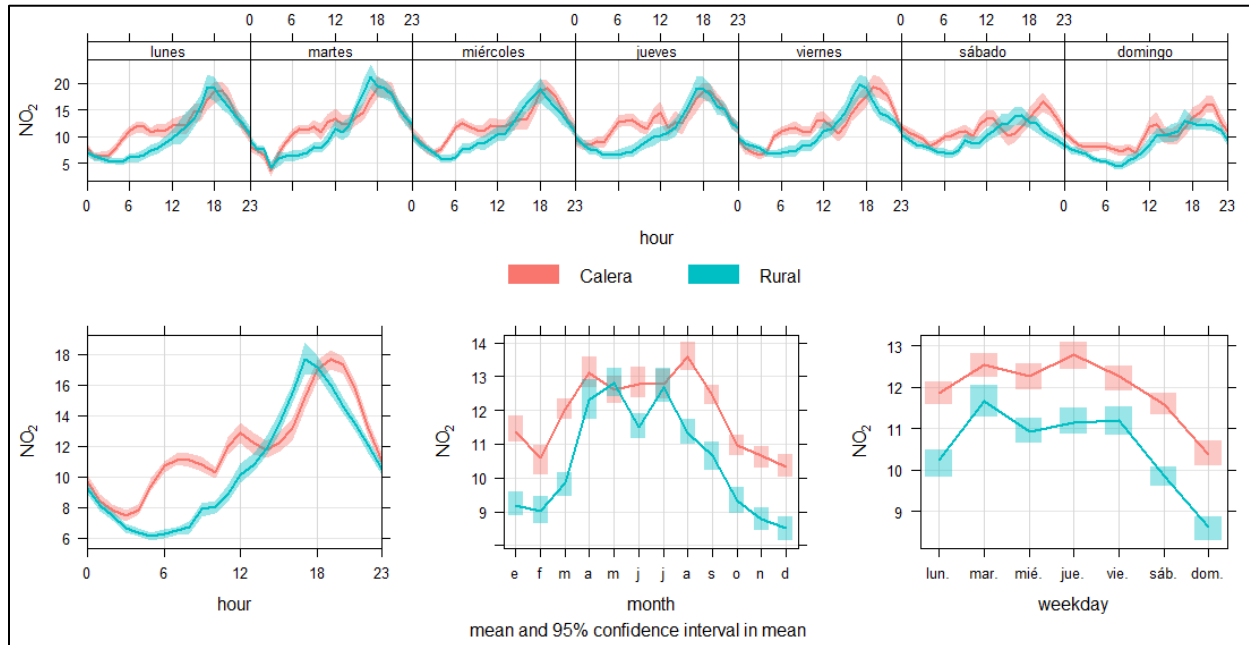 0 6 12 18 23 0 6 12 18 23 0 6 12 18 23
lunes martes miércoles jueves viernes sábado domingo
NO₂
20
15
10
5
0 6 12 18 23 0 6 12 18 23 0 6 12 18 23 0 6 12 18 23
hour
Calera Rural
NO₂
18
16
14
12
10
8
6
0 6 12 18 23
hour
NO₂
14
13
12
11
10
9
e f m a m j j a s o n d
month
NO₂
13
12
11
10
9
lun. mar. mié. jue. vie. sáb. dom.
weekday
mean and 95% confidence interval in mean